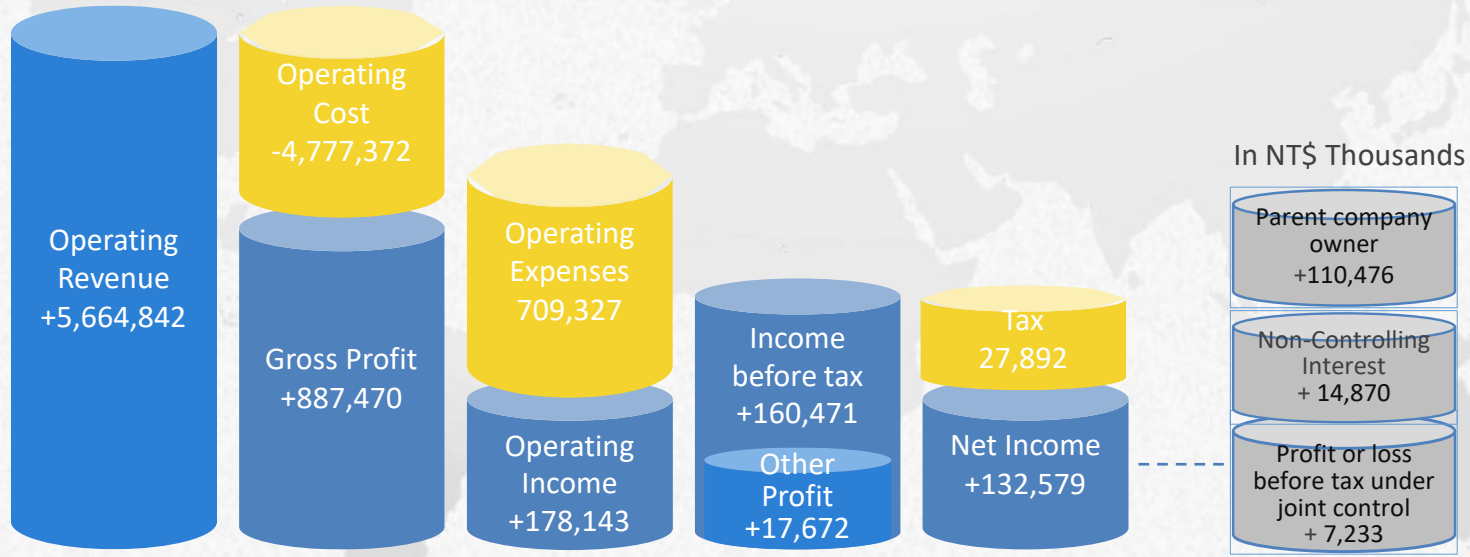 Operating
Revenue
+5,664,842
Operating
Cost
-4,777,372
Gross Profit
+887,470
Operating
Expenses
709,327
Operating
Income
+178,143
Income
before tax
+160,471
Other
Profit
+17,672
Tax
27,892
Net Income
+132,579
In NT$ Thousands
Parent company
owner
+110,476
Non-Controlling
Interest
+ 14,870
Profit or loss
before tax under
joint control
+ 7,233